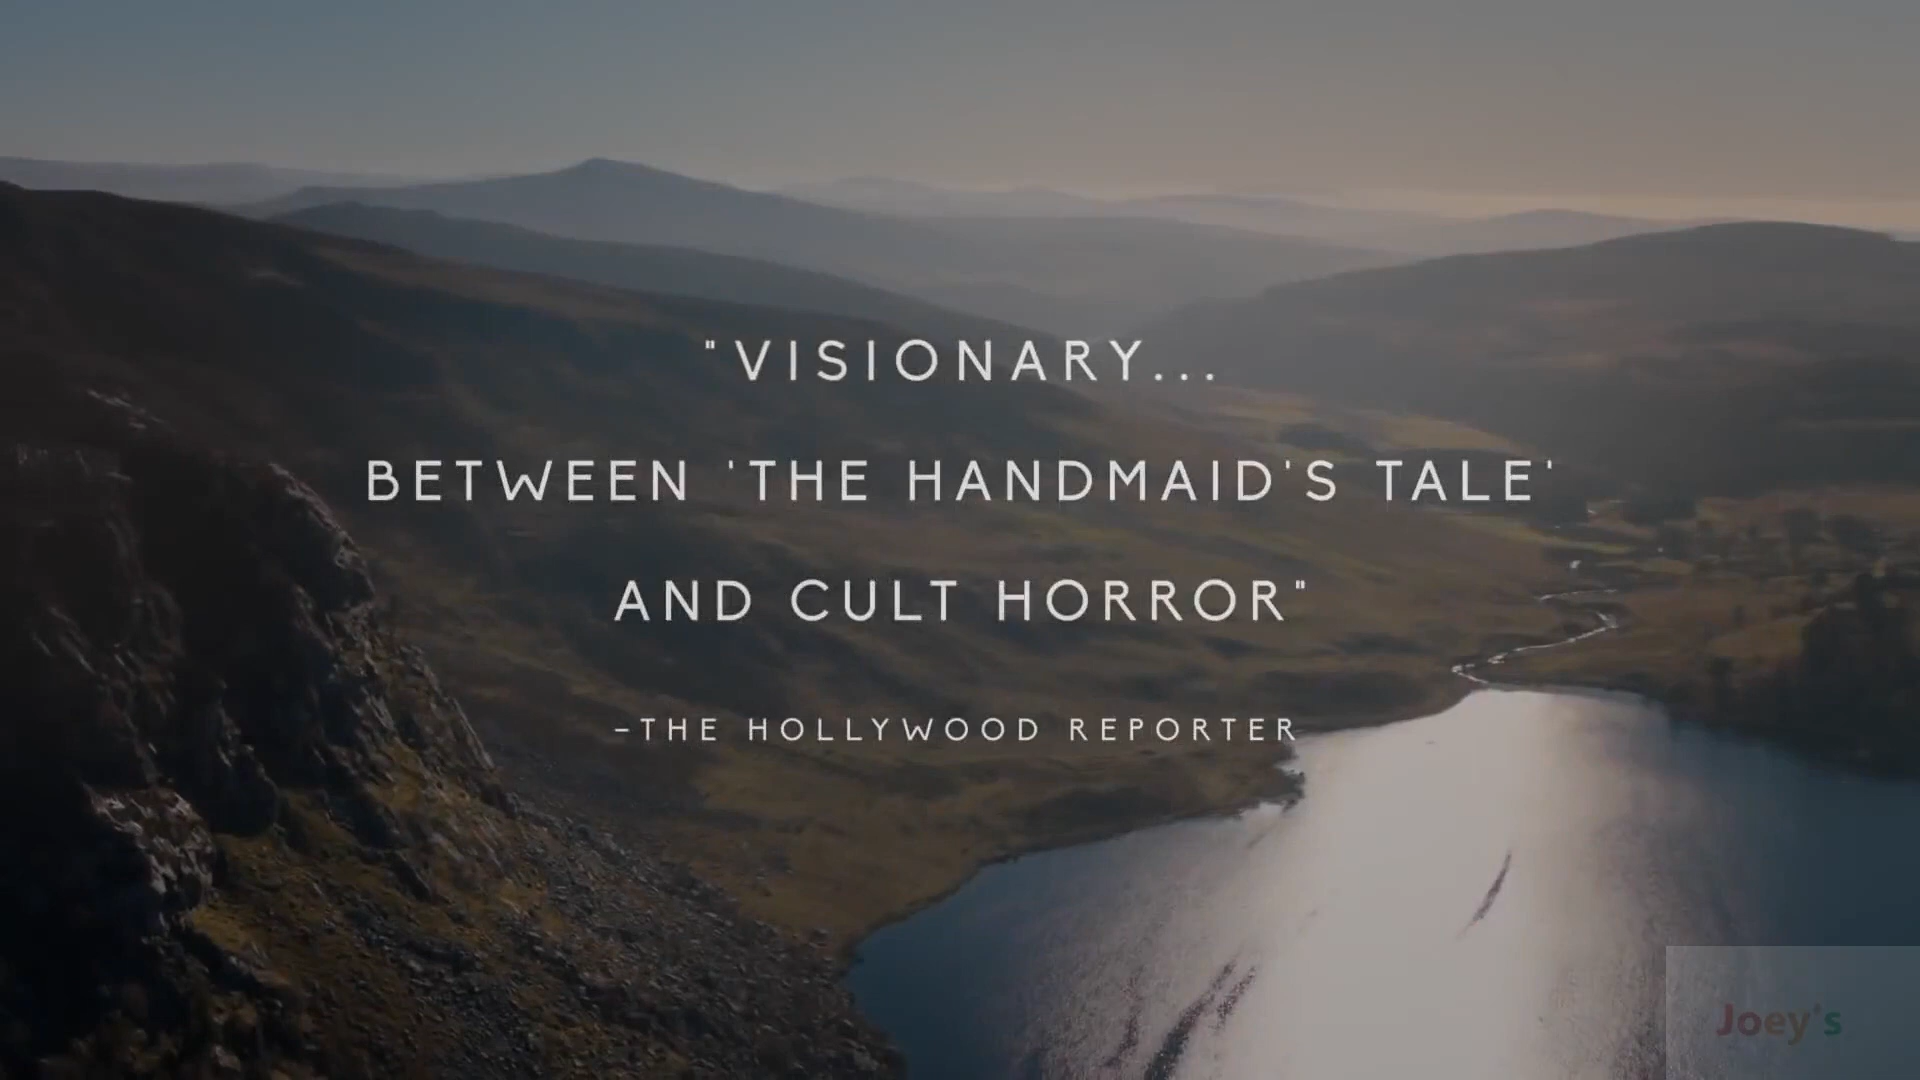 "VISIONARY...
BETWEEN 'THE HANDMAID'S TALE'
AND CULT HORROR"
-THE HOLLYWOOD REPORTER
Joey's